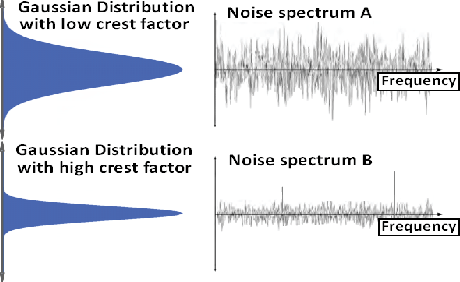 Gaussian Distribution
with low crest factor
Noise spectrum A
Frequency
Gaussian Distribution
with high crest factor
Noise spectrum B
Frequency